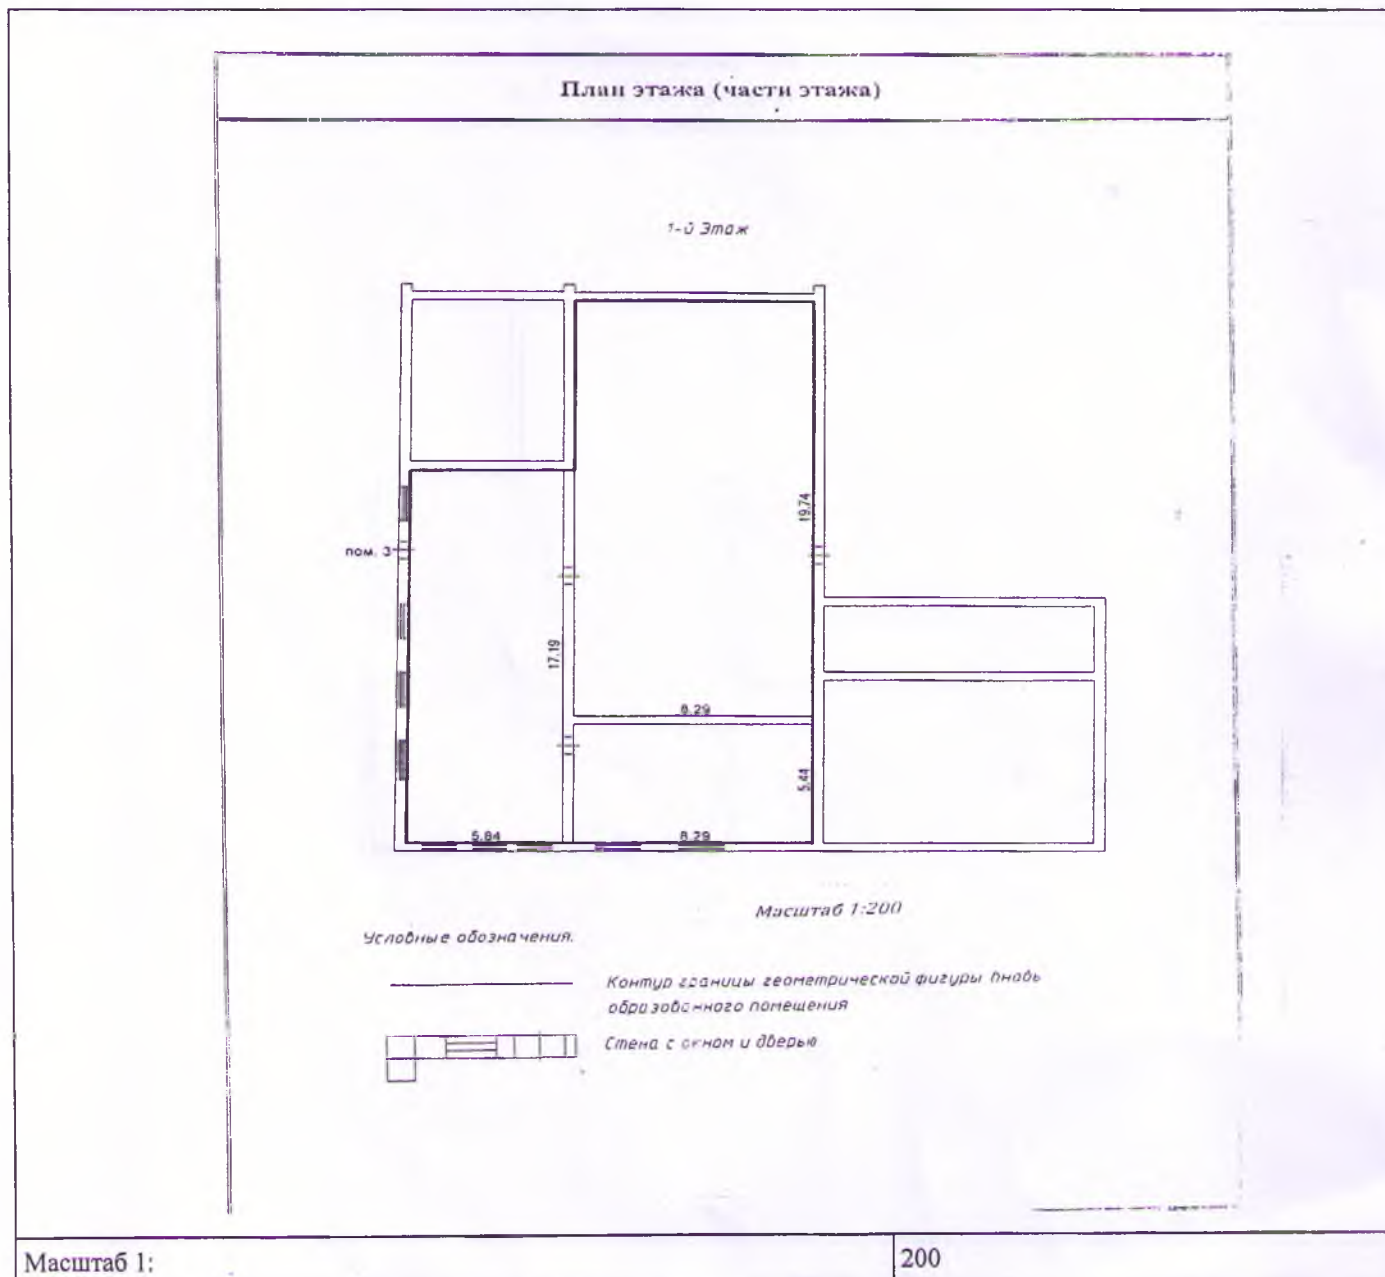 План этажа (части этажа)
1-й Этаж
19.74
пом. 3
17.19
8.29
5.44
5.84
8.29
Масштаб 1:200
Условные обозначения.
Контур границы геометрической фигуры вновь
образованного помещения
Стена с окном и дверью
Масштаб 1:
200